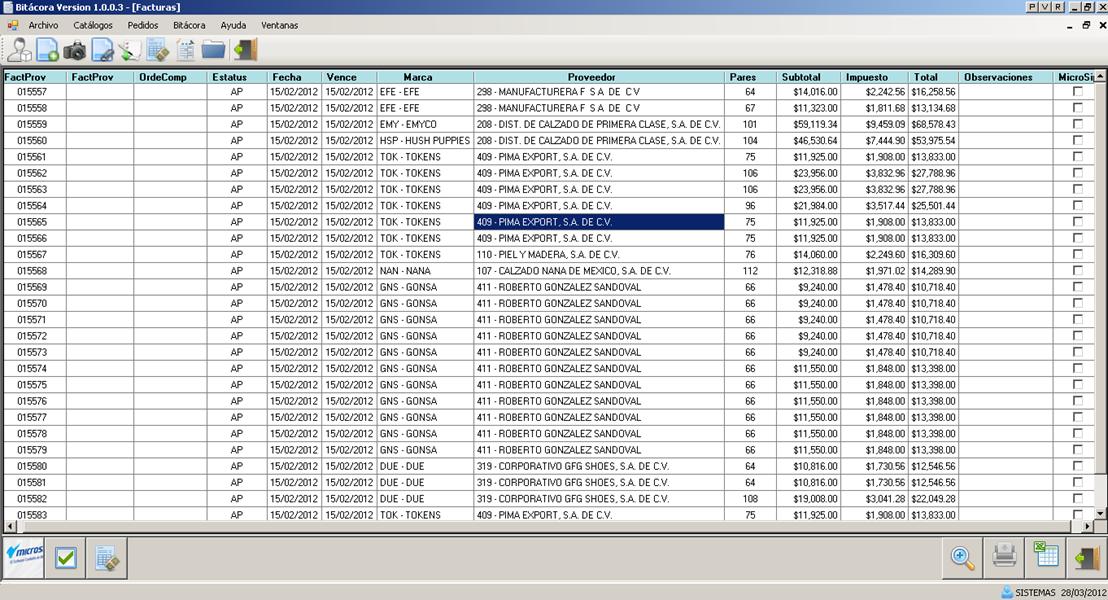 Bitácora Version 1.0.0.3 - [Facturas] P V R
Archivo Catálogos Pedidos Bitácora Ayuda Ventanas
FactProv FactProv OrdeComp Estatus Fecha Vence Marca Proveedor Pares Subtotal Impuesto Total Observaciones MicroSi
015557 AP 15/02/2012 15/02/2012 EFE - EFE 298 - MANUFACTURERA F S A DE C V 64 $14,016.00 $2,242.56 $16,258.56
015558 AP 15/02/2012 15/02/2012 EFE - EFE 298 - MANUFACTURERA F S A DE C V 67 $11,323.00 $1,811.68 $13,134.68
015559 AP 15/02/2012 15/02/2012 EMY - EMYCO 208 - DIST. DE CALZADO DE PRIMERA CLASE, S.A. DE C.V. 101 $59,119.34 $9,459.09 $68,578.43
015560 AP 15/02/2012 15/02/2012 HSP - HUSH PUPPIES 208 - DIST. DE CALZADO DE PRIMERA CLASE, S.A. DE C.V. 104 $46,530.64 $7,444.90 $53,975.54
015561 AP 15/02/2012 15/02/2012 TOK - TOKENS 409 - PIMA EXPORT, S.A. DE C.V. 75 $11,925.00 $1,908.00 $13,833.00
015562 AP 15/02/2012 15/02/2012 TOK - TOKENS 409 - PIMA EXPORT, S.A. DE C.V. 106 $23,956.00 $3,832.96 $27,788.96
015563 AP 15/02/2012 15/02/2012 TOK - TOKENS 409 - PIMA EXPORT, S.A. DE C.V. 106 $23,956.00 $3,832.96 $27,788.96
015564 AP 15/02/2012 15/02/2012 TOK - TOKENS 409 - PIMA EXPORT, S.A. DE C.V. 96 $21,984.00 $3,517.44 $25,501.44
015565 AP 15/02/2012 15/02/2012 TOK - TOKENS 409 - PIMA EXPORT, S.A. DE C.V. 75 $11,925.00 $1,908.00 $13,833.00
015566 AP 15/02/2012 15/02/2012 TOK - TOKENS 409 - PIMA EXPORT, S.A. DE C.V. 75 $11,925.00 $1,908.00 $13,833.00
015567 AP 15/02/2012 15/02/2012 TOK - TOKENS 110 - PIEL Y MADERA, S.A. DE C.V. 76 $14,060.00 $2,249.60 $16,309.60
015568 AP 15/02/2012 15/02/2012 NAN - NANA 107 - CALZADO NANA DE MEXICO, S.A. DE C.V. 112 $12,318.88 $1,971.02 $14,289.90
015569 AP 15/02/2012 15/02/2012 GNS - GONSA 411 - ROBERTO GONZALEZ SANDOVAL 66 $9,240.00 $1,478.40 $10,718.40
015570 AP 15/02/2012 15/02/2012 GNS - GONSA 411 - ROBERTO GONZALEZ SANDOVAL 66 $9,240.00 $1,478.40 $10,718.40
015571 AP 15/02/2012 15/02/2012 GNS - GONSA 411 - ROBERTO GONZALEZ SANDOVAL 66 $9,240.00 $1,478.40 $10,718.40
015572 AP 15/02/2012 15/02/2012 GNS - GONSA 411 - ROBERTO GONZALEZ SANDOVAL 66 $9,240.00 $1,478.40 $10,718.40
015573 AP 15/02/2012 15/02/2012 GNS - GONSA 411 - ROBERTO GONZALEZ SANDOVAL 66 $9,240.00 $1,478.40 $10,718.40
015574 AP 15/02/2012 15/02/2012 GNS - GONSA 411 - ROBERTO GONZALEZ SANDOVAL 66 $11,550.00 $1,848.00 $13,398.00
015575 AP 15/02/2012 15/02/2012 GNS - GONSA 411 - ROBERTO GONZALEZ SANDOVAL 66 $11,550.00 $1,848.00 $13,398.00
015576 AP 15/02/2012 15/02/2012 GNS - GONSA 411 - ROBERTO GONZALEZ SANDOVAL 66 $11,550.00 $1,848.00 $13,398.00
015577 AP 15/02/2012 15/02/2012 GNS - GONSA 411 - ROBERTO GONZALEZ SANDOVAL 66 $11,550.00 $1,848.00 $13,398.00
015578 AP 15/02/2012 15/02/2012 GNS - GONSA 411 - ROBERTO GONZALEZ SANDOVAL 66 $11,550.00 $1,848.00 $13,398.00
015579 AP 15/02/2012 15/02/2012 GNS - GONSA 411 - ROBERTO GONZALEZ SANDOVAL 66 $11,550.00 $1,848.00 $13,398.00
015580 AP 15/02/2012 15/02/2012 DUE - DUE 319 - CORPORATIVO GFG SHOES, S.A. DE C.V. 64 $10,816.00 $1,730.56 $12,546.56
015581 AP 15/02/2012 15/02/2012 DUE - DUE 319 - CORPORATIVO GFG SHOES, S.A. DE C.V. 64 $10,816.00 $1,730.56 $12,546.56
015582 AP 15/02/2012 15/02/2012 DUE - DUE 319 - CORPORATIVO GFG SHOES, S.A. DE C.V. 108 $19,008.00 $3,041.28 $22,049.28
015583 AP 15/02/2012 15/02/2012 TOK - TOKENS 409 - PIMA EXPORT, S.A. DE C.V. 75 $11,925.00 $1,908.00 $13,833.00
micros
SISTEMAS 28/03/2012